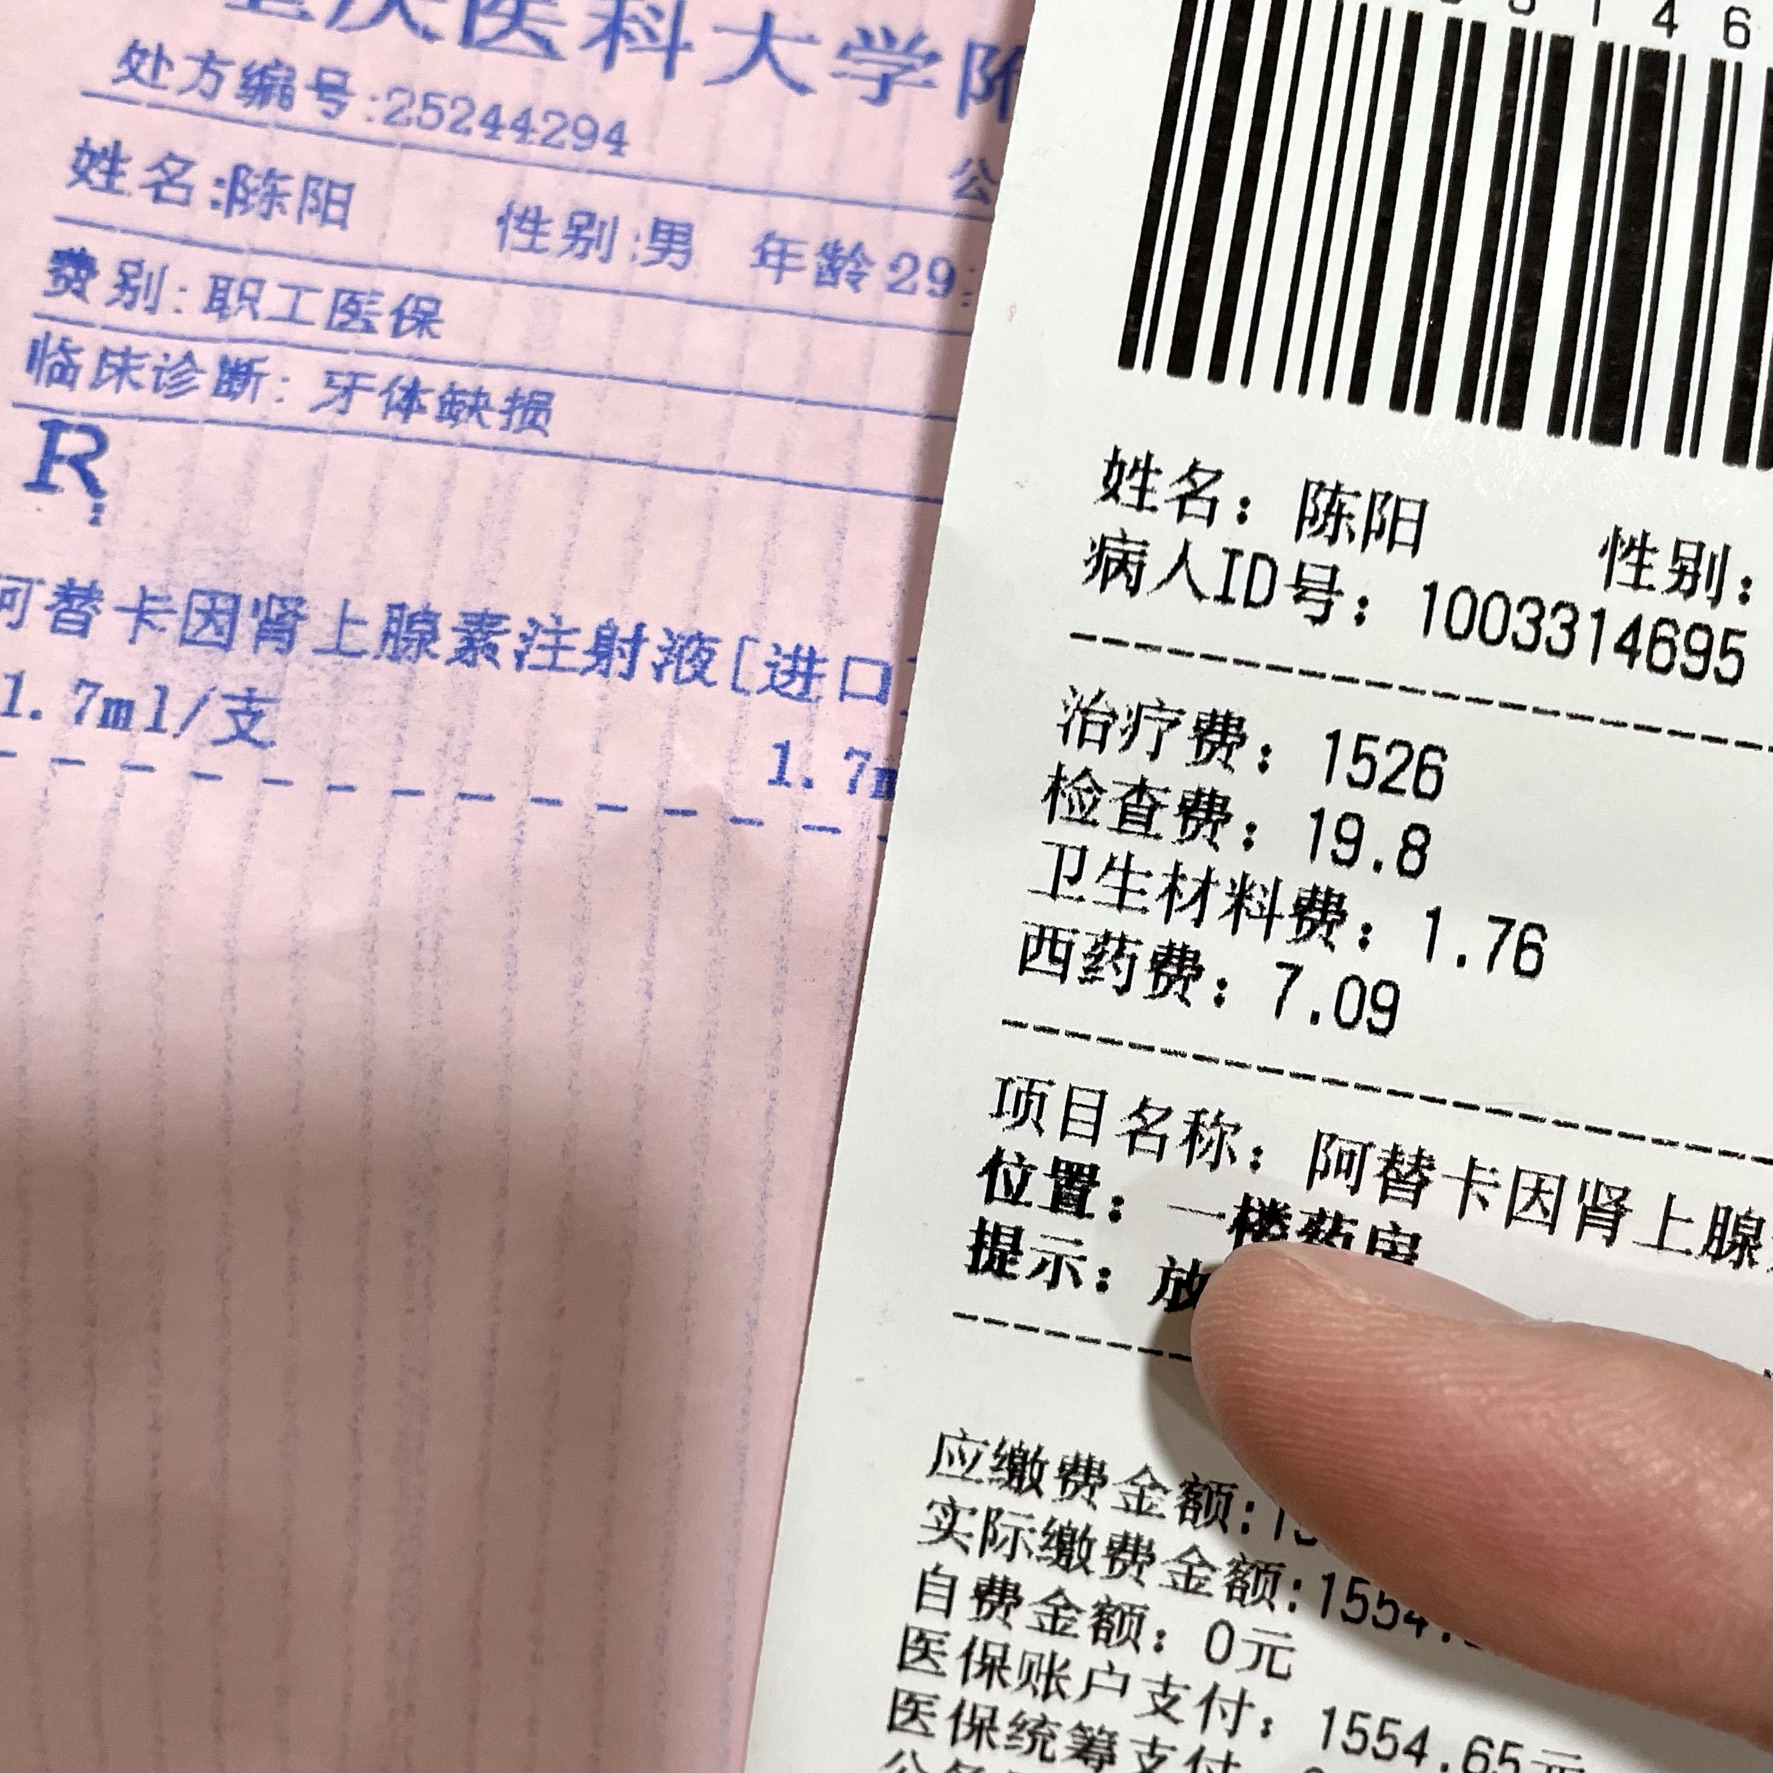 庆医科大学附
处方编号:25244294
公
姓名:陈阳 性别:男 年龄29
费别:职工医保
临床诊断: 牙体缺损
R
阿替卡因肾上腺素注射液[进口]
1.7ml/支 1.7m
姓名: 陈阳 性别:
病人ID号: 1003314695
治疗费: 1526
检查费: 19.8
卫生材料费: 1.76
西药费: 7.09
项目名称: 阿替卡因肾上腺
位置: 一楼药房
提示: 放
应缴费金额:
实际缴费金额:1554.
自费金额: 0元
医保账户支付: 1554.65元
医保统筹支付